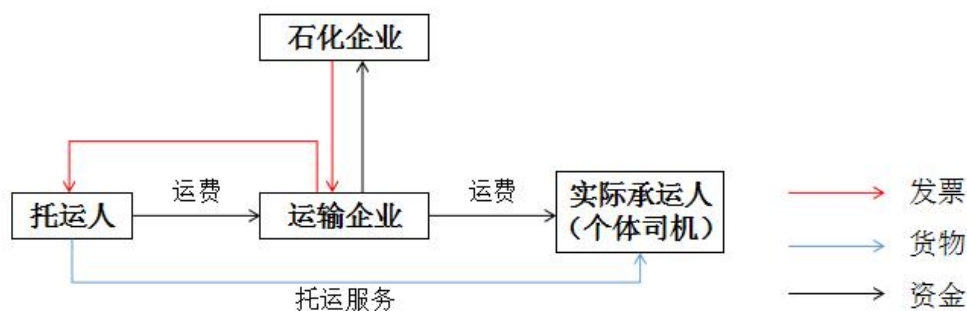 石化企业
运费
运费
托运人
运输企业
实际承运人
（个体司机）
托运服务
发票
货物
资金